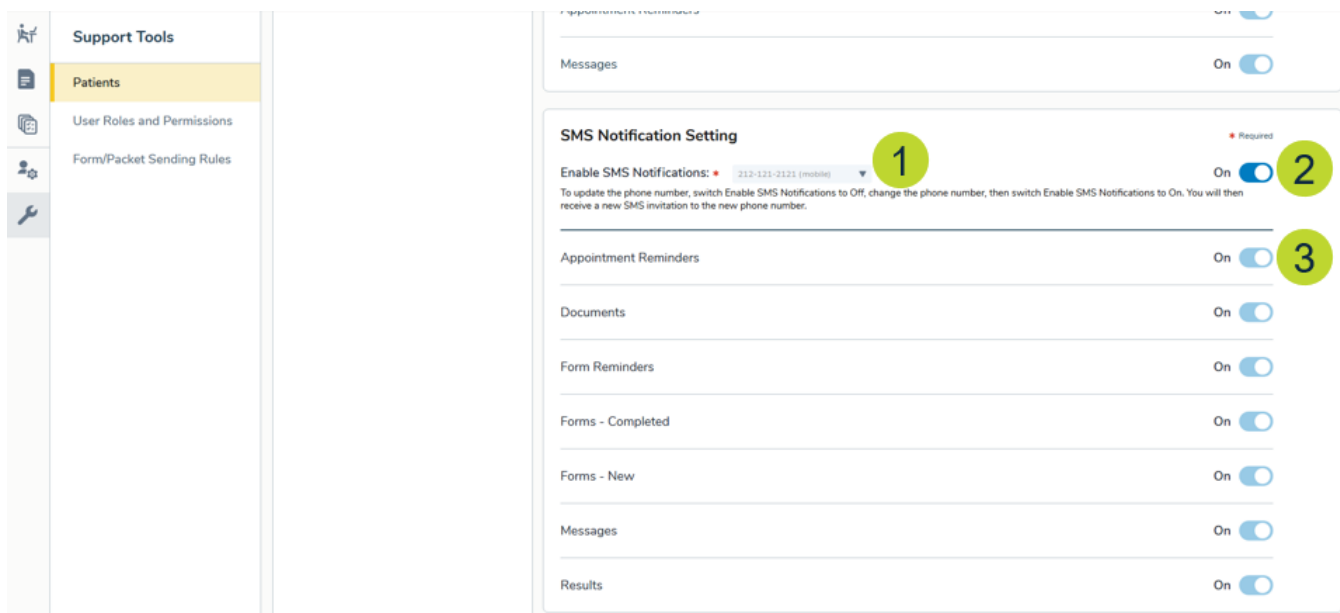 Support Tools
Patients
User Roles and Permissions
Form/Packet Sending Rules
Appointment Reminders Off
Messages On
SMS Notification Setting * Required
Enable SMS Notifications: * 212-121-2121 (mobile) ▼ 1 On 2
To update the phone number, switch Enable SMS Notifications to Off, change the phone number, then switch Enable SMS Notifications to On. You will then
receive a new SMS invitation to the new phone number.
Appointment Reminders On 3
Documents On
Form Reminders On
Forms - Completed On
Forms - New On
Messages On
Results On